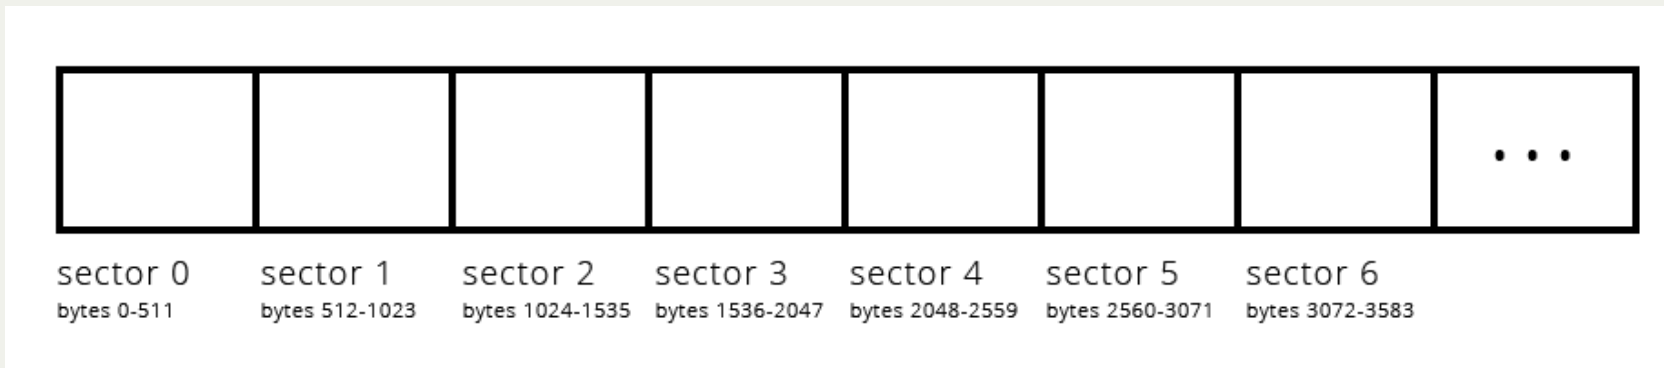 . . .
sector 0
bytes 0-511
sector 1
bytes 512-1023
sector 2
bytes 1024-1535
sector 3
bytes 1536-2047
sector 4
bytes 2048-2559
sector 5
bytes 2560-3071
sector 6
bytes 3072-3583